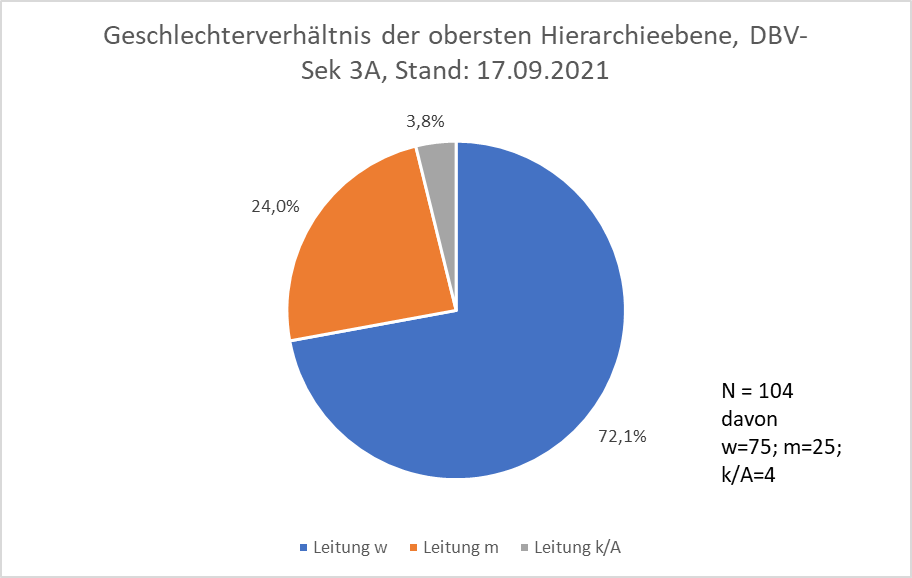 Geschlechterverhältnis der obersten Hierarchieebene, DBV-
Sek 3A, Stand: 17.09.2021
3,8%
24,0%
72,1%
N = 104
davon
w=75; m=25;
k/A=4
Leitung w
Leitung m
Leitung k/A